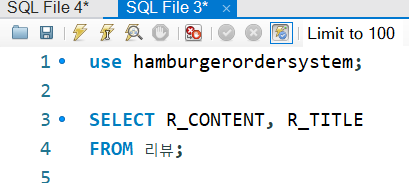 SQL File 4* SQL File 3* ×
Limit to 100
1 use hamburgerordersystem;
2
3 SELECT R_CONTENT, R_TITLE
4 FROM 리뷰;